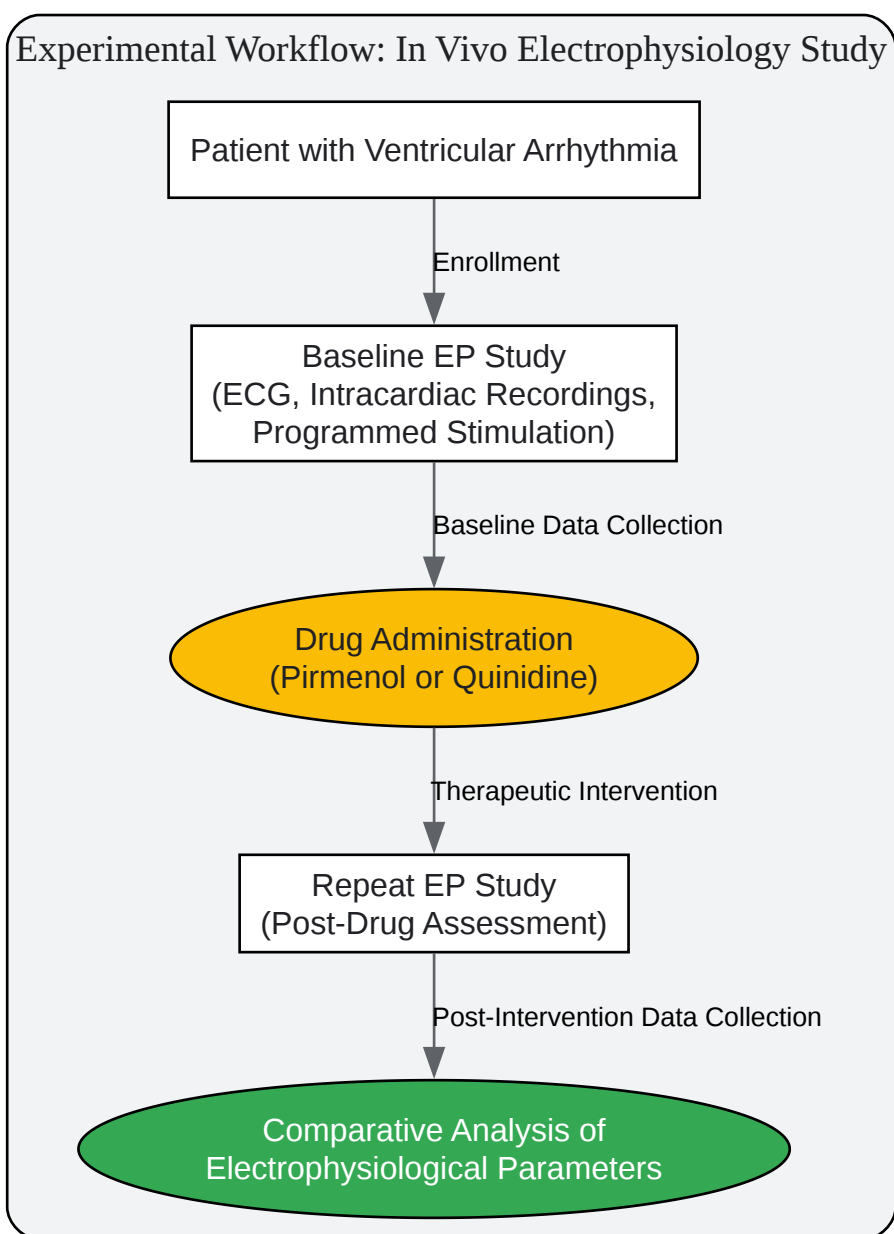 Experimental Workflow: In Vivo Electrophysiology Study
Patient with Ventricular Arrhythmia
Enrollment
Baseline EP Study
(ECG, Intracardiac Recordings,
Programmed Stimulation)
Baseline Data Collection
Drug Administration
(Pirmenol or Quinidine)
Therapeutic Intervention
Repeat EP Study
(Post-Drug Assessment)
Post-Intervention Data Collection
Comparative Analysis of
Electrophysiological Parameters